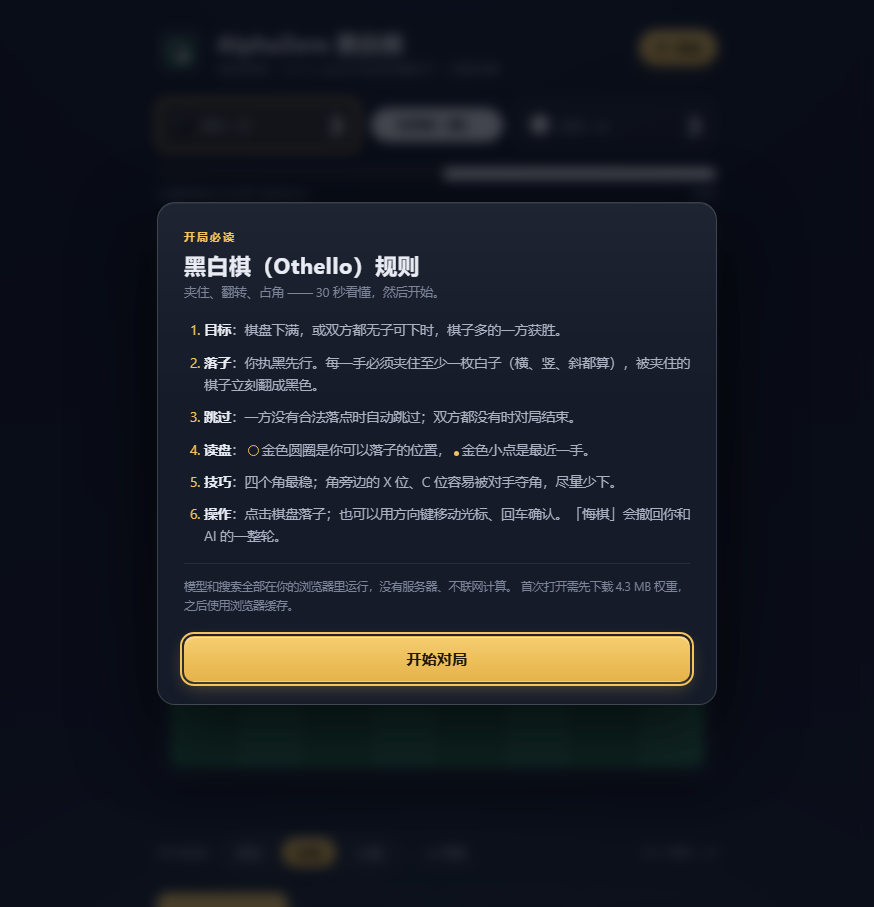 开局必读
黑白棋（Othello）规则
夹住、翻转、占角 —— 30 秒看懂，然后开始。
1. 目标：棋盘下满，或双方都无子可下时，棋子多的一方获胜。
2. 落子：你执黑先行。每一手必须夹住至少一枚白子（横、竖、斜都算），被夹住的
棋子立刻翻成黑色。
3. 跳过：一方没有合法落点时自动跳过；双方都没有时对局结束。
4. 读盘：金色圆圈是你可以落子的位置，金色小点是最近一手。
5. 技巧：四个角最稳；角旁边的 X 位、C 位容易被对手夺角，尽量少下。
6. 操作：点击棋盘落子；也可以用方向键移动光标、回车确认。「悔棋」会撤回你和
AI 的一整轮。
模型和搜索全部在你的浏览器里运行，没有服务器、不联网计算。 首次打开需先下载 4.3 MB 权重，
之后使用浏览器缓存。
开始对局